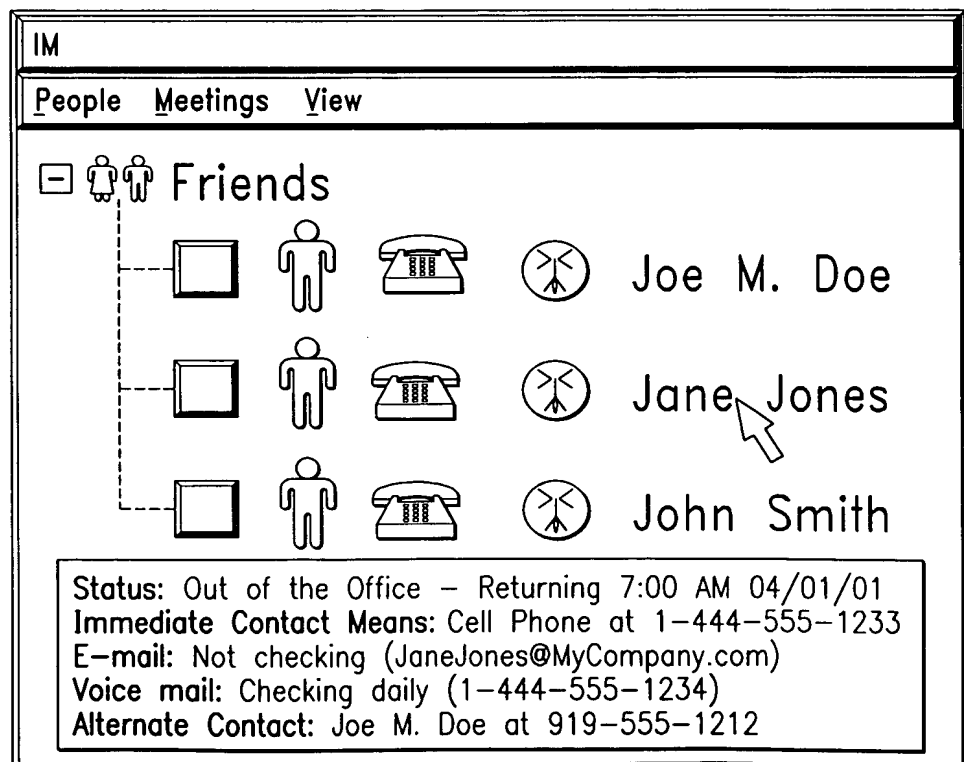 IM
People Meetings View
Friends
Joe M. Doe
Jane Jones
John Smith
Status: Out of the Office – Returning 7:00 AM 04/01/01
Immediate Contact Means: Cell Phone at 1–444–555–1233
E–mail: Not checking (JaneJones@MyCompany.com)
Voice mail: Checking daily (1–444–555–1234)
Alternate Contact: Joe M. Doe at 919–555–1212